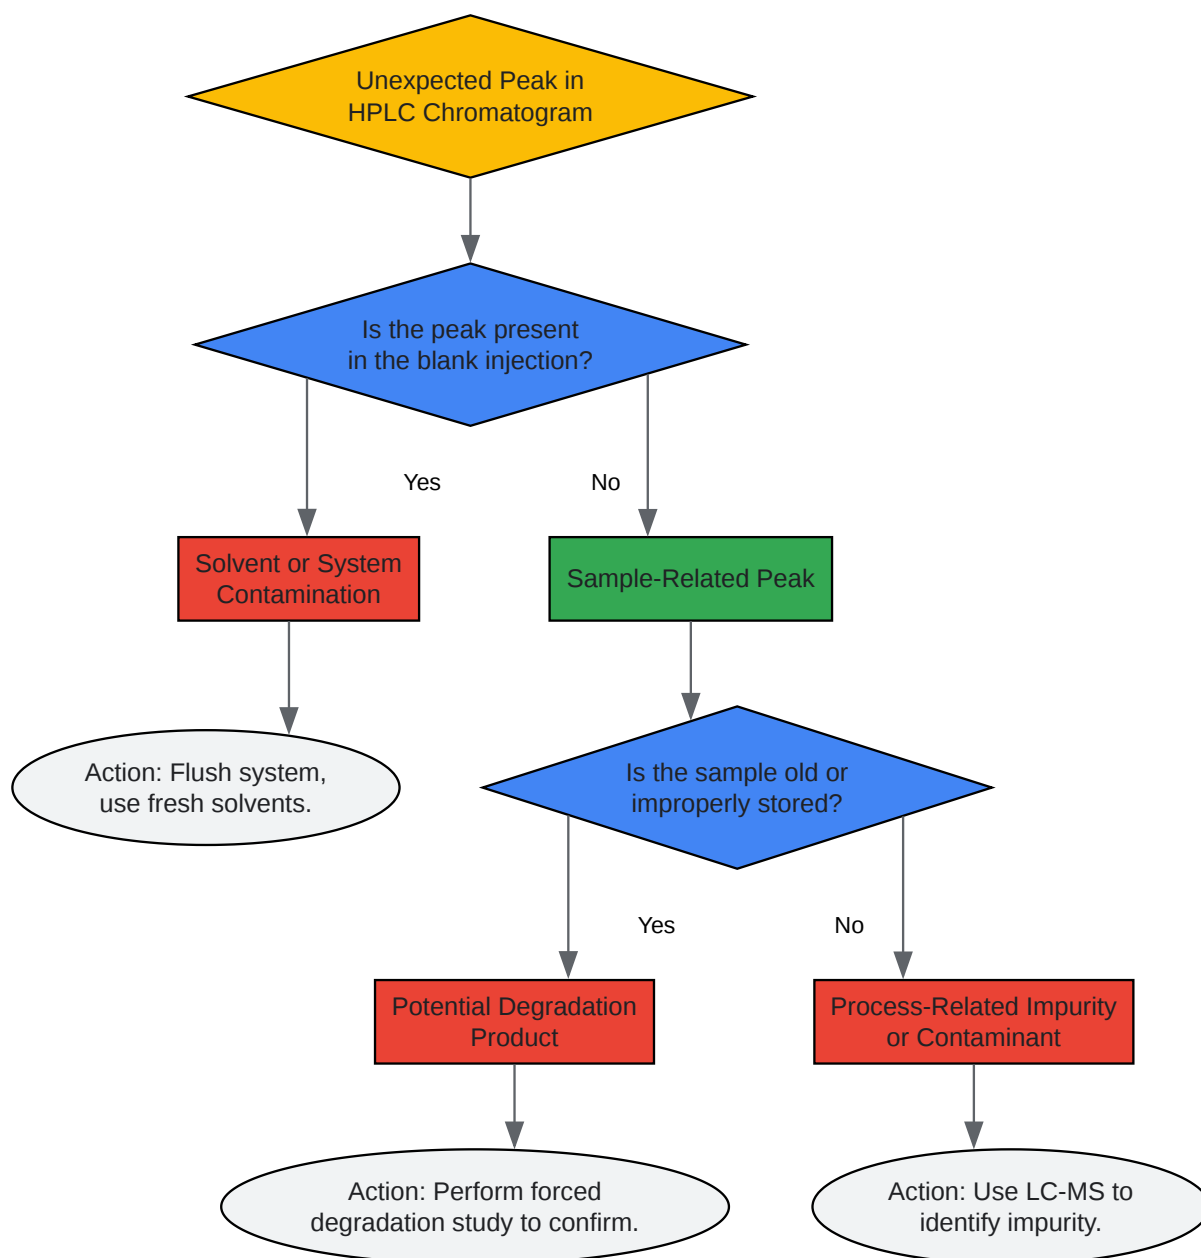 Unexpected Peak in
HPLC Chromatogram
Is the peak present
in the blank injection?
Yes
No
Solvent or System
Contamination
Sample-Related Peak
Action: Flush system,
use fresh solvents.
Is the sample old or
improperly stored?
Yes
No
Potential Degradation
Product
Process-Related Impurity
or Contaminant
Action: Perform forced
degradation study to confirm.
Action: Use LC-MS to
identify impurity.